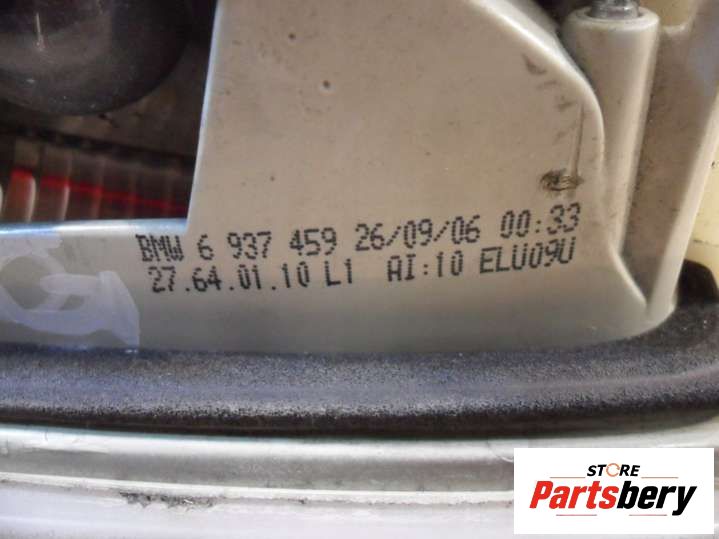 BMW 6 937 459 26/09/06 00:33
27.64.01.10 L1 AI:10 ELU09U
STORE
Partsbery